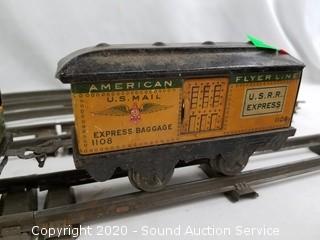 AMERICAN FLYER LINE
U.S. MAIL
EXPRESS BAGGAGE
1108
U.S.R.R.
EXPRESS
1108
Copyright © 2020 - Sound Auction Service